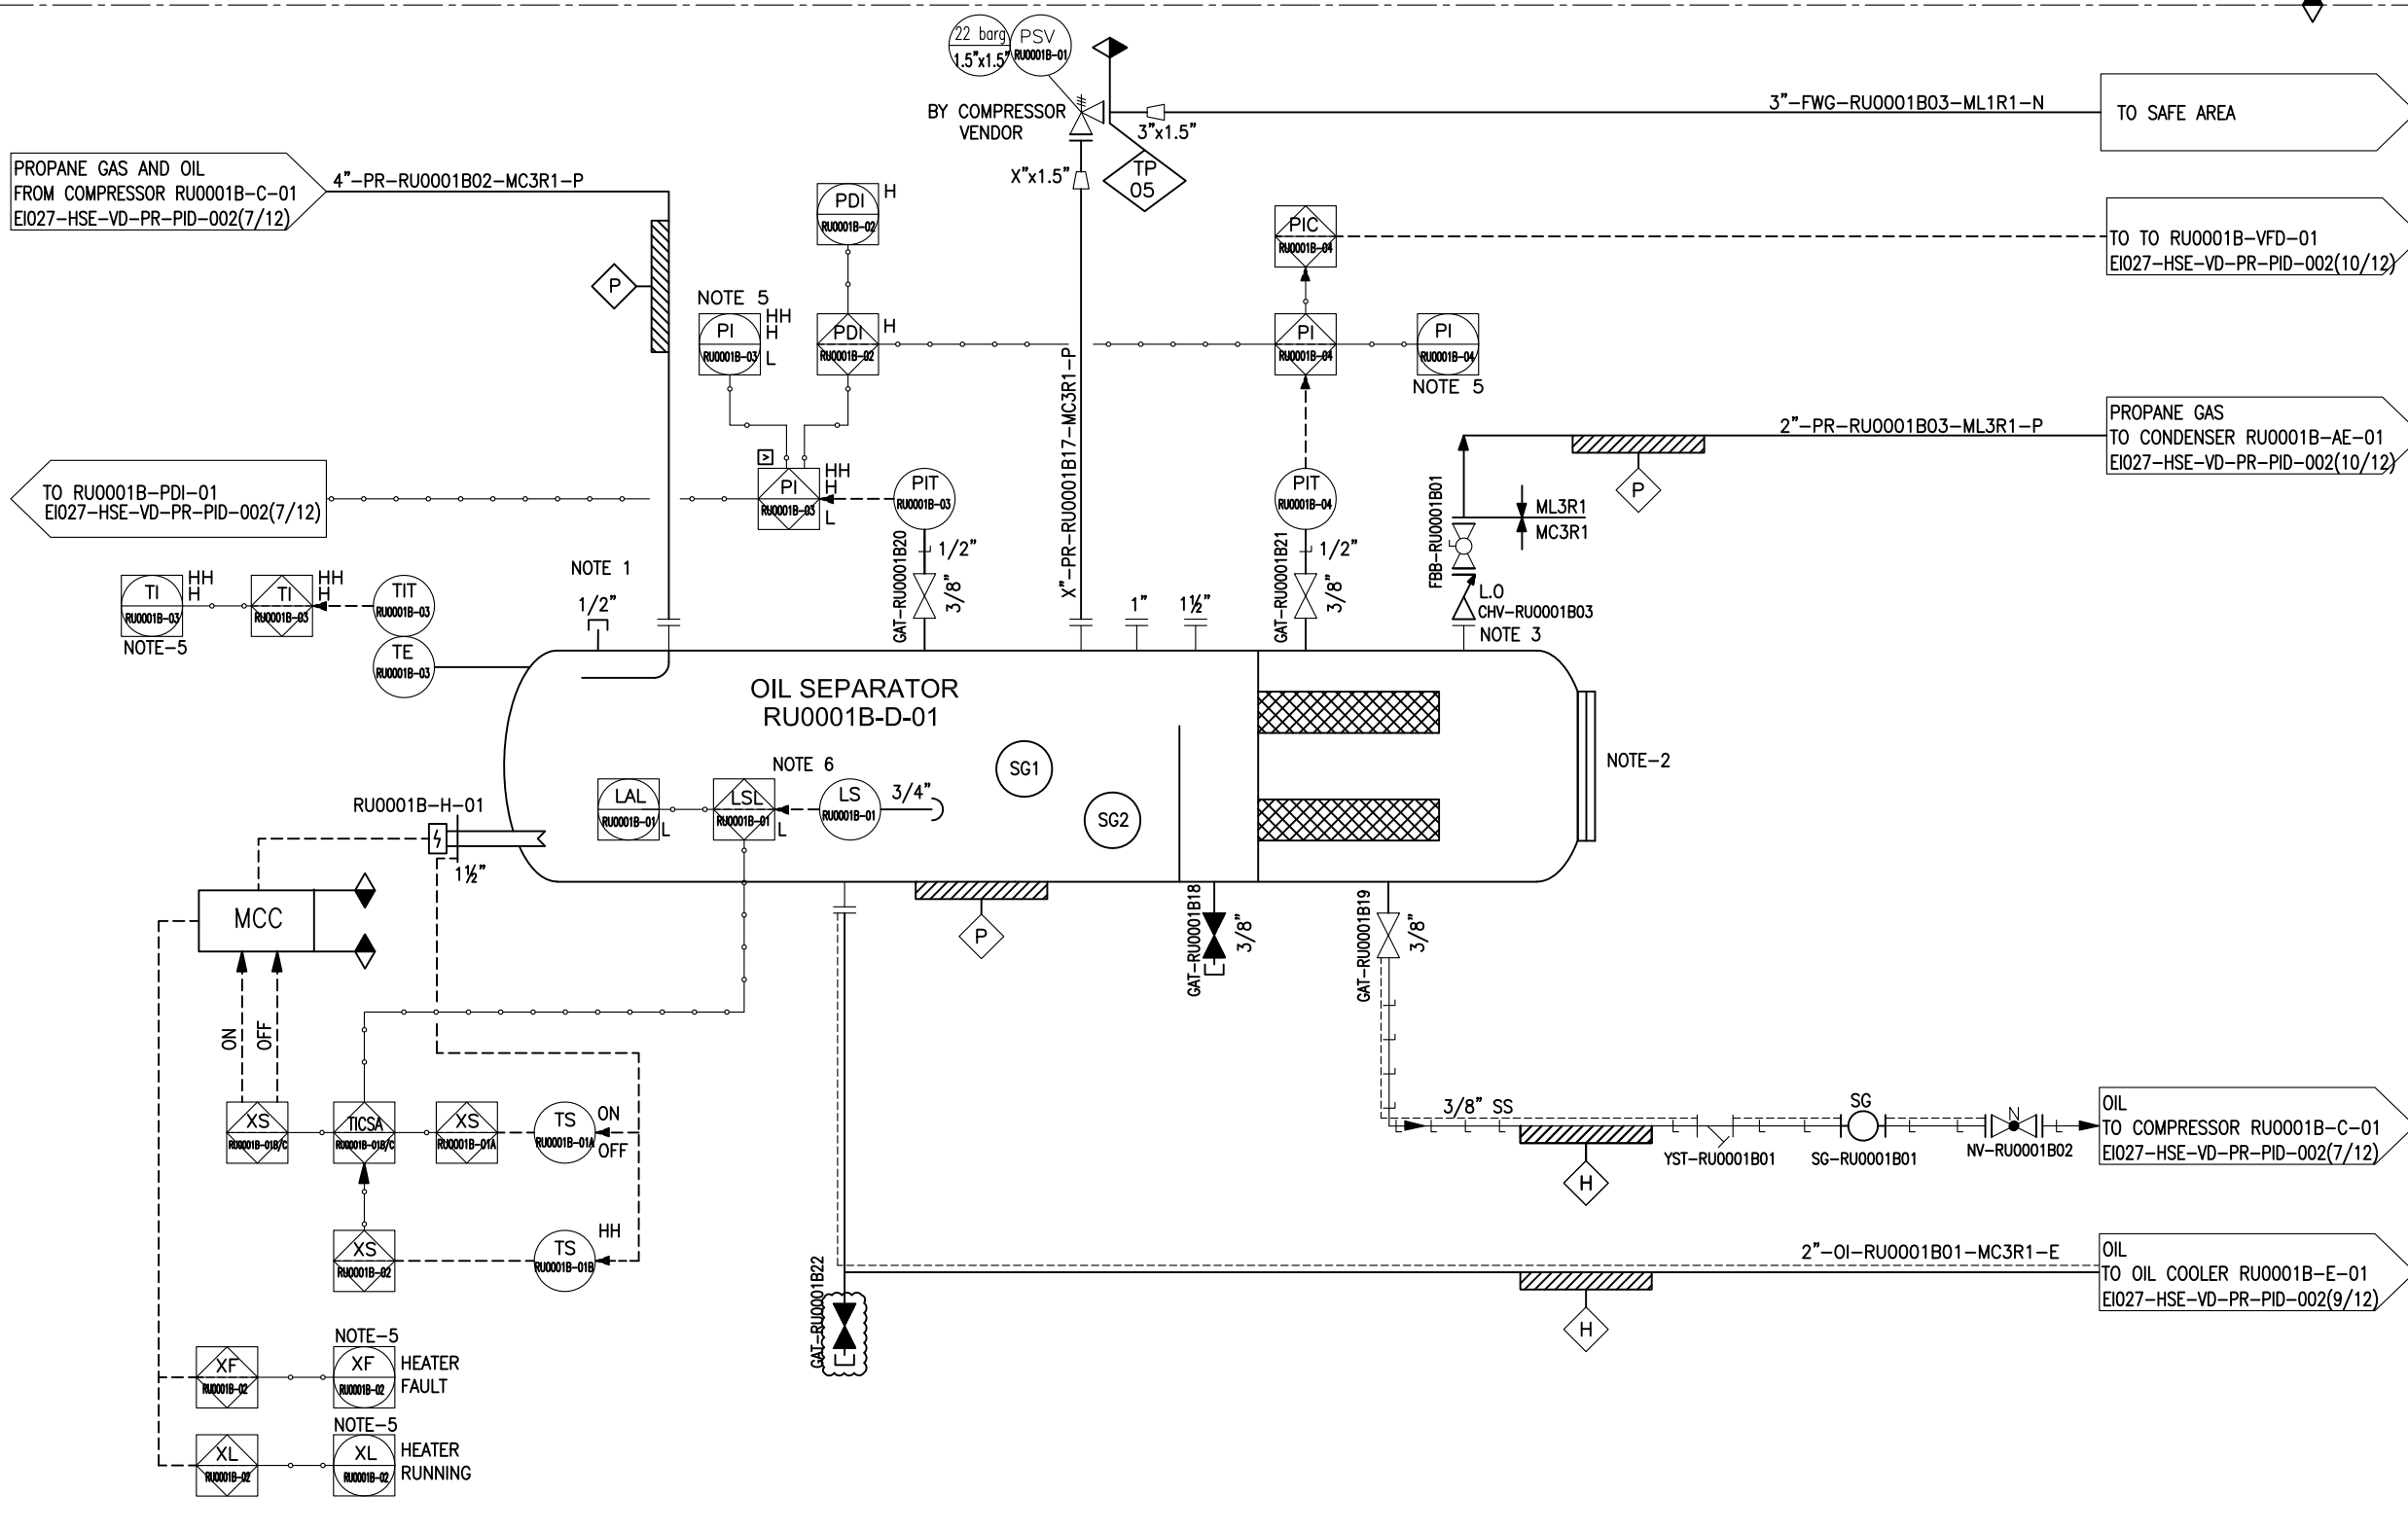 22 barg
1.5"x1.5"
PSV
RU0001B-01
BY COMPRESSOR
VENDOR
3"x1.5"
3"-FWG-RU0001B03-ML1R1-N
TO SAFE AREA
TP
05
X"x1.5"
PROPANE GAS AND OIL
FROM COMPRESSOR RU0001B-C-01
EI027-HSE-VD-PR-PID-002(7/12)
4"-PR-RU0001B02-MC3R1-P
P
PDI
RU0001B-02
H
PIC
RU0001B-04
TO TO RU0001B-VFD-01
EI027-HSE-VD-PR-PID-002(10/12)
NOTE 5
PI
RU0001B-03
HH
H
L
PDI
RU0001B-02
H
X"-PR-RU0001B17-MC3R1-P
PI
RU0001B-04
PI
RU0001B-04
NOTE 5
2"-PR-RU0001B03-ML3R1-P
PROPANE GAS
TO CONDENSER RU0001B-AE-01
EI027-HSE-VD-PR-PID-002(10/12)
P
TO RU0001B-PDI-01
EI027-HSE-VD-PR-PID-002(7/12)
>
PI
RU0001B-03
HH
H
L
PIT
RU0001B-03
GAT-RU0001B20
1/2"
3/8"
PIT
RU0001B-04
GAT-RU0001B21
1/2"
3/8"
FBB-RU0001B01
ML3R1
MC3R1
L.O
CHV-RU0001B03
NOTE 3
TI
RU0001B-03
HH
H
NOTE-5
TI
RU0001B-03
HH
H
TIT
RU0001B-03
TE
RU0001B-03
NOTE 1
1/2"
1"
1½"
OIL SEPARATOR
RU0001B-D-01
NOTE 6
LAL
RU0001B-01
L
LSL
RU0001B-01
L
LS
RU0001B-01
3/4"
SG1
SG2
NOTE-2
RU0001B-H-01
1½"
MCC
ON
OFF
P
GAT-RU0001B18
3/8"
GAT-RU0001B19
3/8"
XS
RU0001B-01B/C
TICSA
RU0001B-01B/C
XS
RU0001B-01A
TS
RU0001B-01A
ON
OFF
XS
RU0001B-02
TS
RU0001B-01B
HH
3/8" SS
H
YST-RU0001B01
SG
SG-RU0001B01
N
NV-RU0001B02
OIL
TO COMPRESSOR RU0001B-C-01
EI027-HSE-VD-PR-PID-002(7/12)
2"-OI-RU0001B01-MC3R1-E
H
OIL
TO OIL COOLER RU0001B-E-01
EI027-HSE-VD-PR-PID-002(9/12)
GAT-RU0001B22
XF
RU0001B-02
NOTE-5
XF
RU0001B-02
HEATER
FAULT
XL
RU0001B-02
NOTE-5
XL
RU0001B-02
HEATER
RUNNING